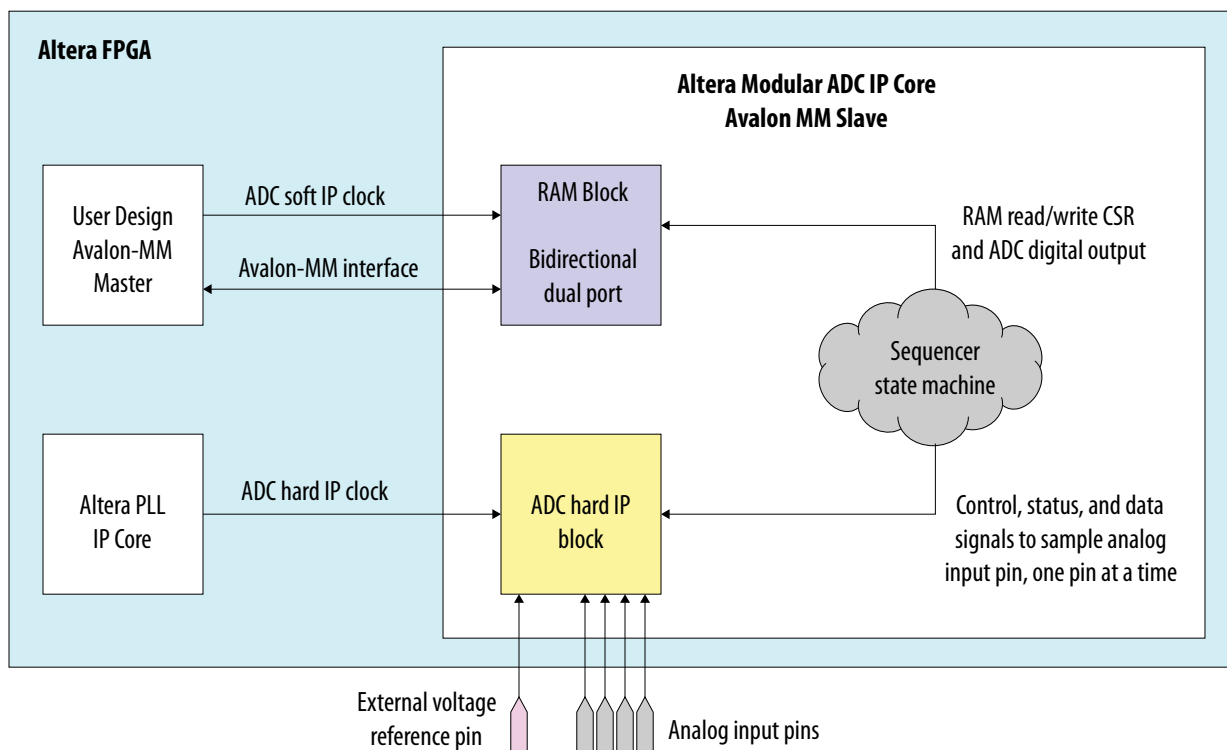 Altera FPGA
Altera Modular ADC IP Core
Avalon MM Slave
User Design
Avalon-MM
Master
ADC soft IP clock
Avalon-MM interface
RAM Block
Bidirectional
dual port
RAM read/write CSR
and ADC digital output
Sequencer
state machine
Altera PLL
IP Core
ADC hard IP clock
ADC hard IP
block
Control, status, and data
signals to sample analog
input pin, one pin at a time
External voltage
reference pin
Analog input pins